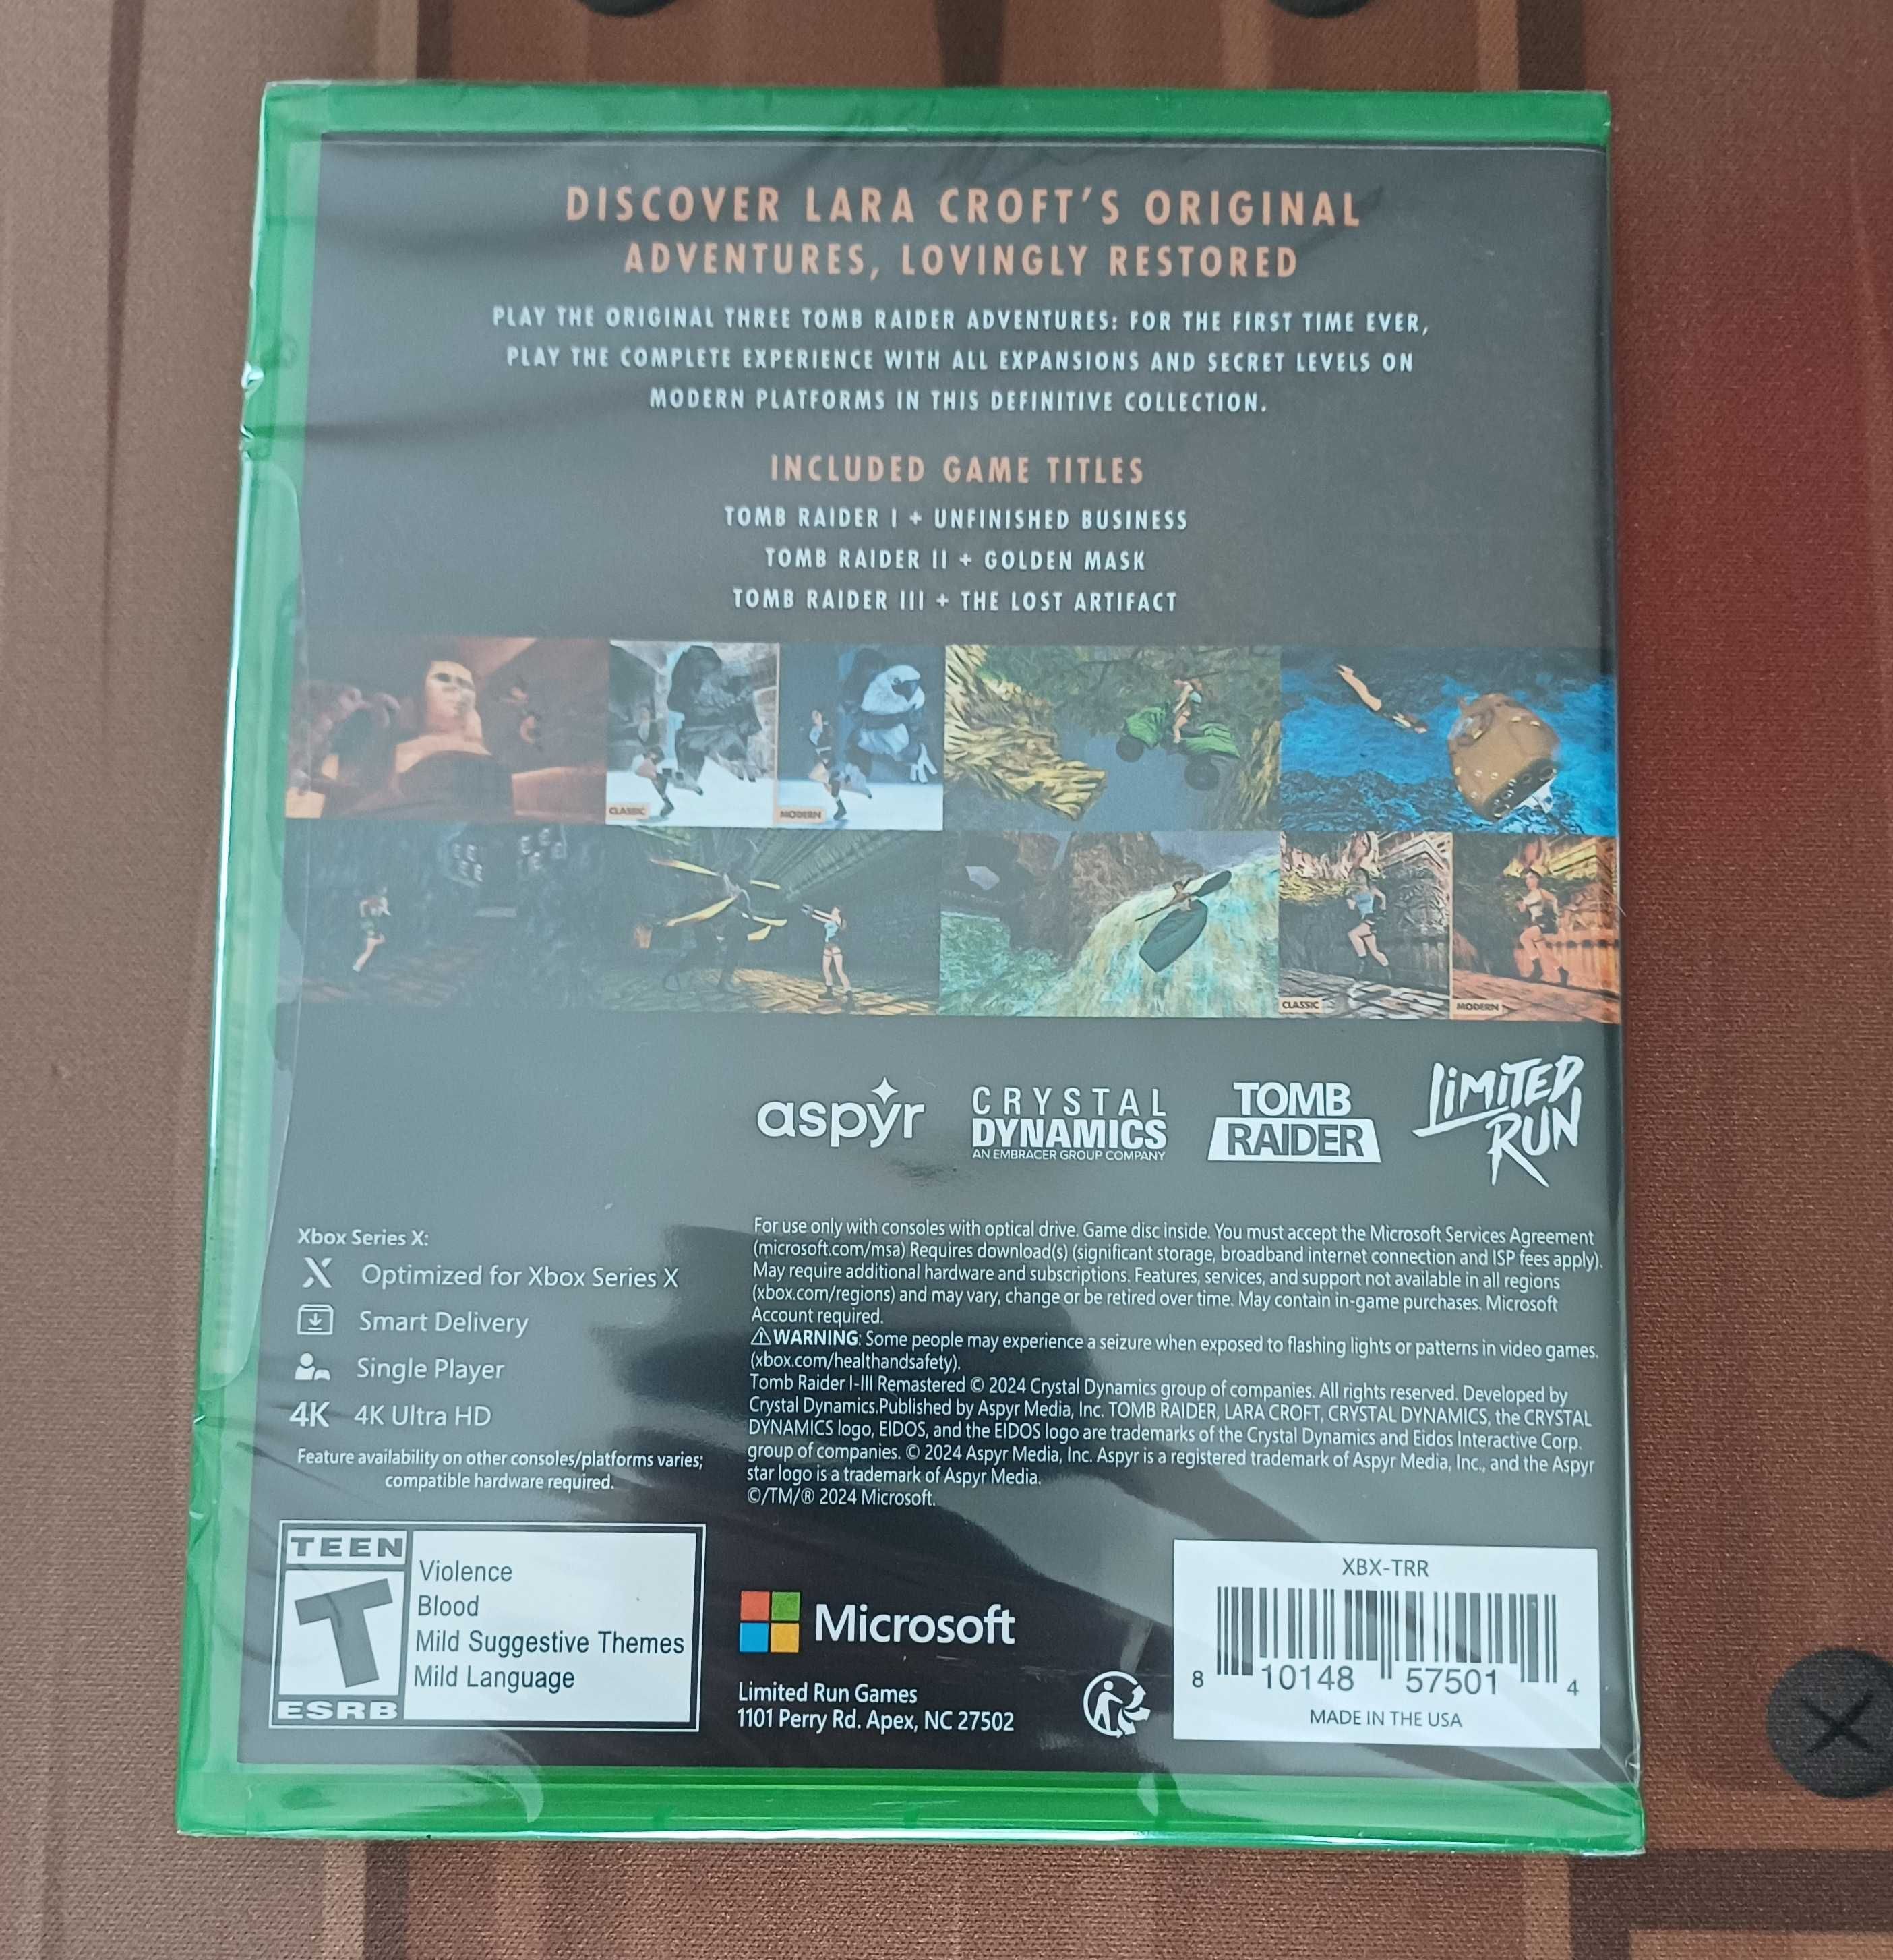 DISCOVER LARA CROFT'S ORIGINAL
ADVENTURES, LOVINGLY RESTORED
PLAY THE ORIGINAL THREE TOMB RAIDER ADVENTURES: FOR THE FIRST TIME EVER,
PLAY THE COMPLETE EXPERIENCE WITH ALL EXPANSIONS AND SECRET LEVELS ON
MODERN PLATFORMS IN THIS DEFINITIVE COLLECTION.
INCLUDED GAME TITLES
TOMB RAIDER I + UNFINISHED BUSINESS
TOMB RAIDER II + GOLDEN MASK
TOMB RAIDER III + THE LOST ARTIFACT
CLASSIC
MODERN
CLASSIC
MODERN
aspyr
CRYSTAL
DYNAMICS
AN EMBRACER GROUP COMPANY
TOMB
RAIDER
LIMITED
RUN
Xbox Series X:
X Optimized for Xbox Series X
Smart Delivery
Single Player
4K 4K Ultra HD
Feature availability on other consoles/platforms varies;
compatible hardware required.
For use only with consoles with optical drive. Game disc inside. You must accept the Microsoft Services Agreement
(microsoft.com/msa) Requires download(s) (significant storage, broadband internet connection and ISP fees apply).
May require additional hardware and subscriptions. Features, services, and support not available in all regions
(xbox.com/regions) and may vary, change or be retired over time. May contain in-game purchases. Microsoft
Account required.
⚠WARNING: Some people may experience a seizure when exposed to flashing lights or patterns in video games.
(xbox.com/healthandsafety).
Tomb Raider I-III Remastered © 2024 Crystal Dynamics group of companies. All rights reserved. Developed by
Crystal Dynamics.Published by Aspyr Media, Inc. TOMB RAIDER, LARA CROFT, CRYSTAL DYNAMICS, the CRYSTAL
DYNAMICS logo, EIDOS, and the EIDOS logo are trademarks of the Crystal Dynamics and Eidos Interactive Corp.
group of companies. © 2024 Aspyr Media, Inc. Aspyr is a registered trademark of Aspyr Media, Inc., and the Aspyr
star logo is a trademark of Aspyr Media.
©/TM/® 2024 Microsoft.
TEEN
T
ESRB
Violence
Blood
Mild Suggestive Themes
Mild Language
Microsoft
Limited Run Games
1101 Perry Rd. Apex, NC 27502
XBX-TRR
8 10148 57501 4
MADE IN THE USA